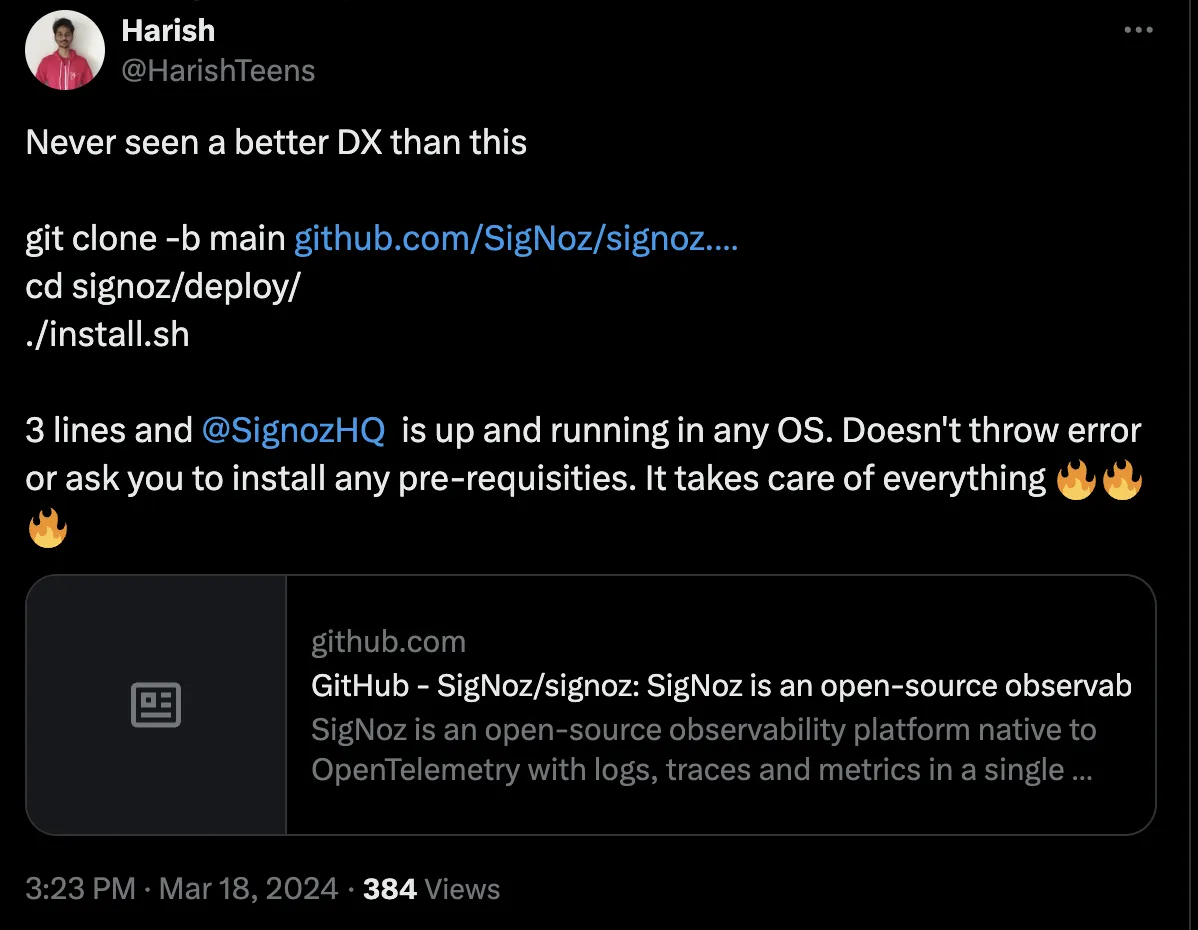 Harish
@HarishTeens
Never seen a better DX than this
git clone -b main github.com/SigNoz/signoz....
cd signoz/deploy/
./install.sh
3 lines and @SignozHQ is up and running in any OS. Doesn't throw error
or ask you to install any pre-requisities. It takes care of everything 🔥🔥
🔥
github.com
GitHub - SigNoz/signoz: SigNoz is an open-source observab
SigNoz is an open-source observability platform native to
OpenTelemetry with logs, traces and metrics in a single ...
3:23 PM · Mar 18, 2024 · 384 Views